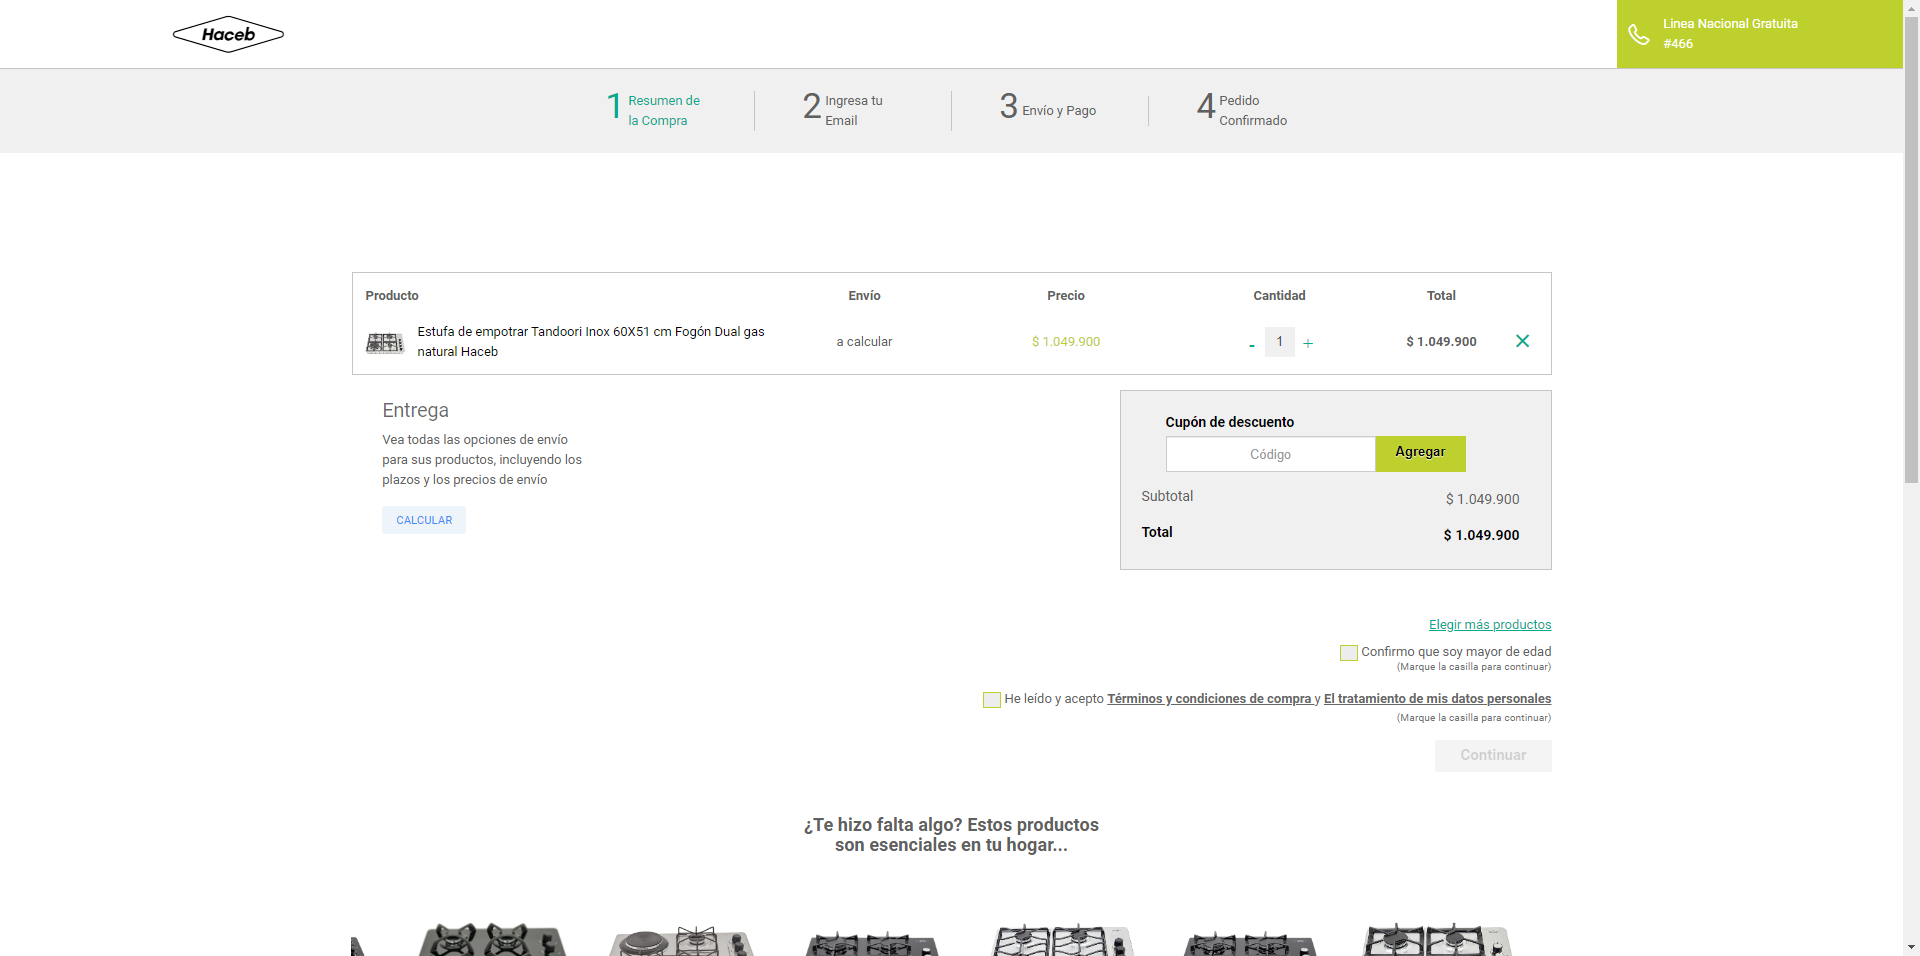 Haceb
Linea Nacional Gratuita
#466
1 Resumen de
la Compra
2 Ingresa tu
Email
3 Envío y Pago
4 Pedido
Confirmado
Producto Envío Precio Cantidad Total
Estufa de empotrar Tandoori Inox 60X51 cm Fogón Dual gas
natural Haceb
a calcular $ 1.049.900 - 1 + $ 1.049.900
Entrega
Vea todas las opciones de envío
para sus productos, incluyendo los
plazos y los precios de envío
CALCULAR
Cupón de descuento
Código Agregar
Subtotal $ 1.049.900
Total $ 1.049.900
Elegir más productos
Confirmo que soy mayor de edad
(Marque la casilla para continuar)
He leído y acepto Términos y condiciones de compra y El tratamiento de mis datos personales
(Marque la casilla para continuar)
Continuar
¿Te hizo falta algo? Estos productos
son esenciales en tu hogar...